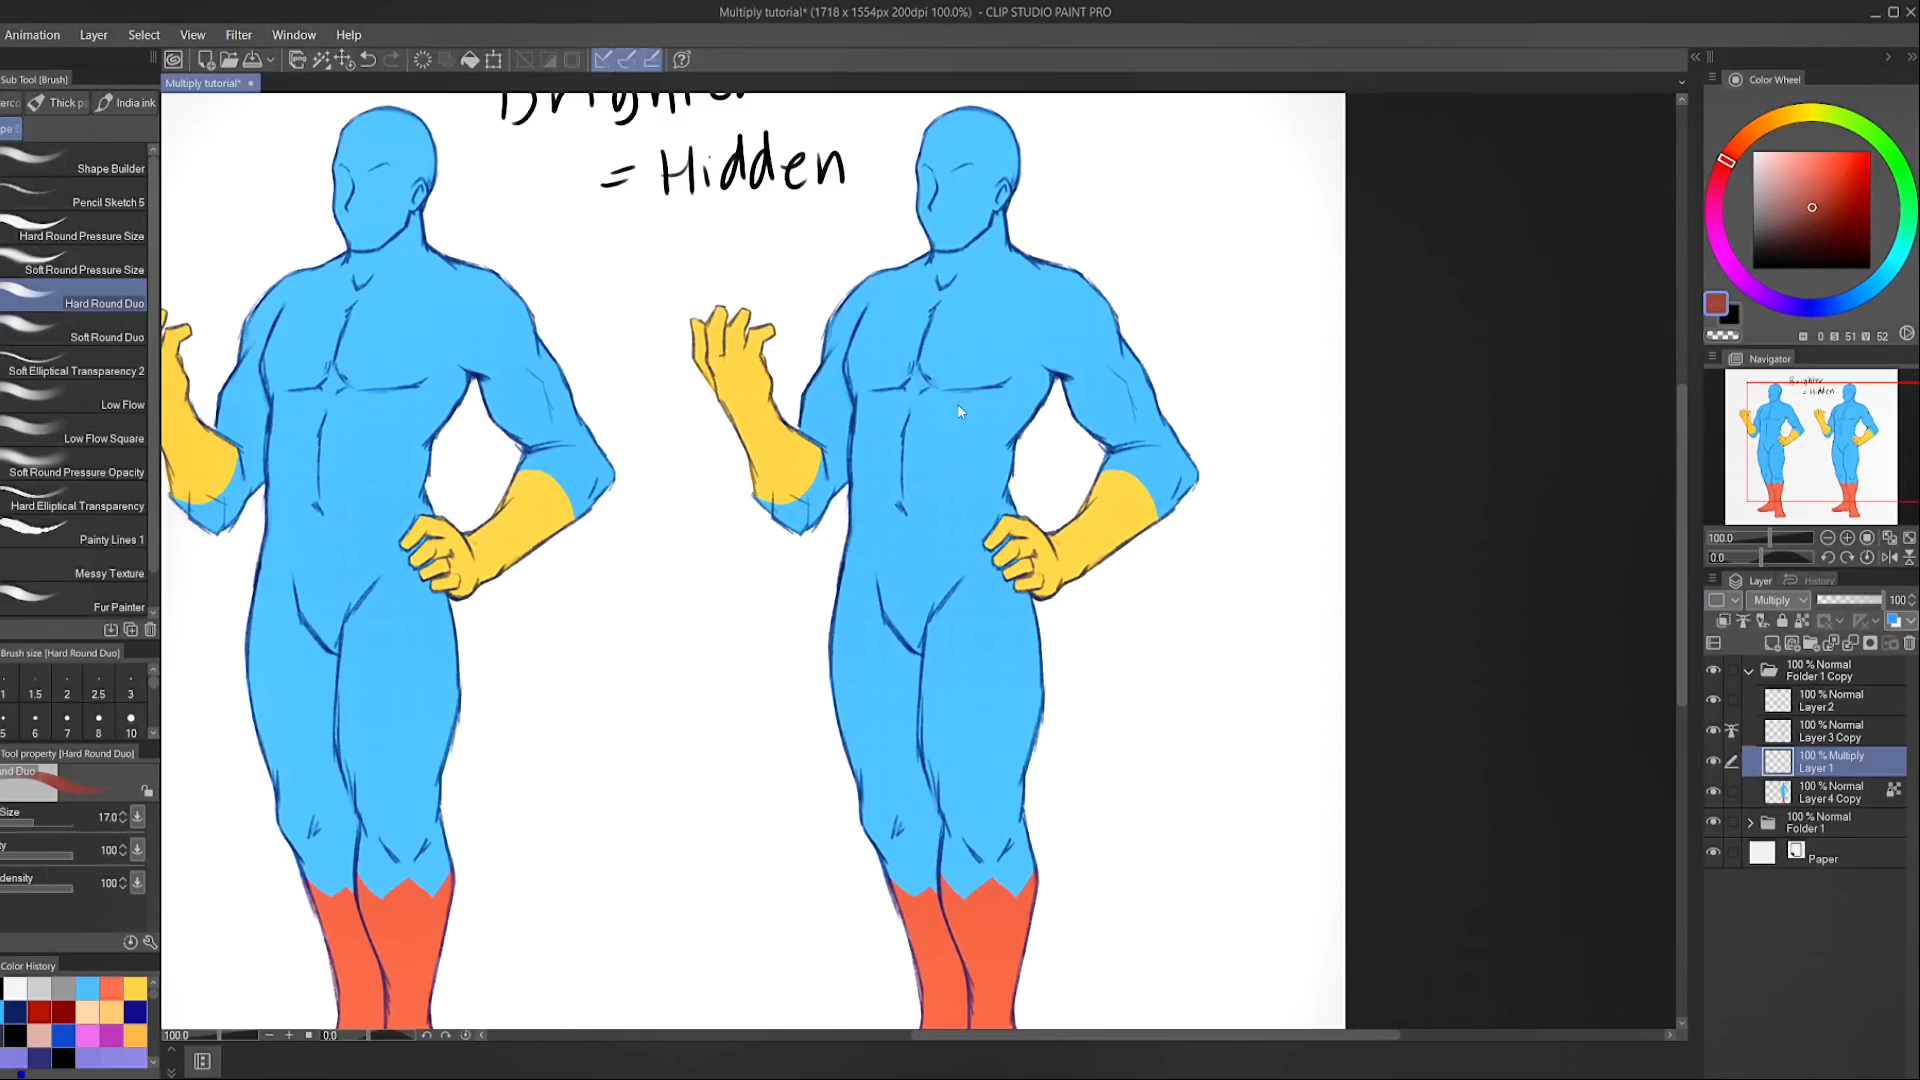 Multiply tutorial* (1718 x 1554px 200dpi 100.0%) - CLIP STUDIO PAINT PRO
Animation Layer Select View Filter Window Help
Sub Tool [Brush]
Multiply tutorial*
Thick India ink
Shape Builder
Pencil Sketch 5
Hard Round Pressure Size
Soft Round Pressure Size
Hard Round Duo
Soft Round Duo
Soft Elliptical Transparency 2
Low Flow
Low Flow Square
Soft Round Pressure Opacity
Hard Elliptical Transparency
Painty Lines 1
Messy Texture
Fur Painter
Brush size [Hard Round Duo]
1 1.5 2 2.5 3
5 6 7 8 10
Tool property [Hard Round Duo]
Size 17.0
100
density 100
Color History
Brighter
= Hidden
100.0 0.0
Color Wheel
H 0 S 51 V 52
Navigator
Brighter
= Hidden
100.0
0.0
Layer History
Multiply 100
100 % Normal
Folder 1 Copy
100 % Normal
Layer 2
100 % Normal
Layer 3 Copy
100 % Multiply
Layer 1
100 % Normal
Layer 4 Copy
100 % Normal
Folder 1
Paper